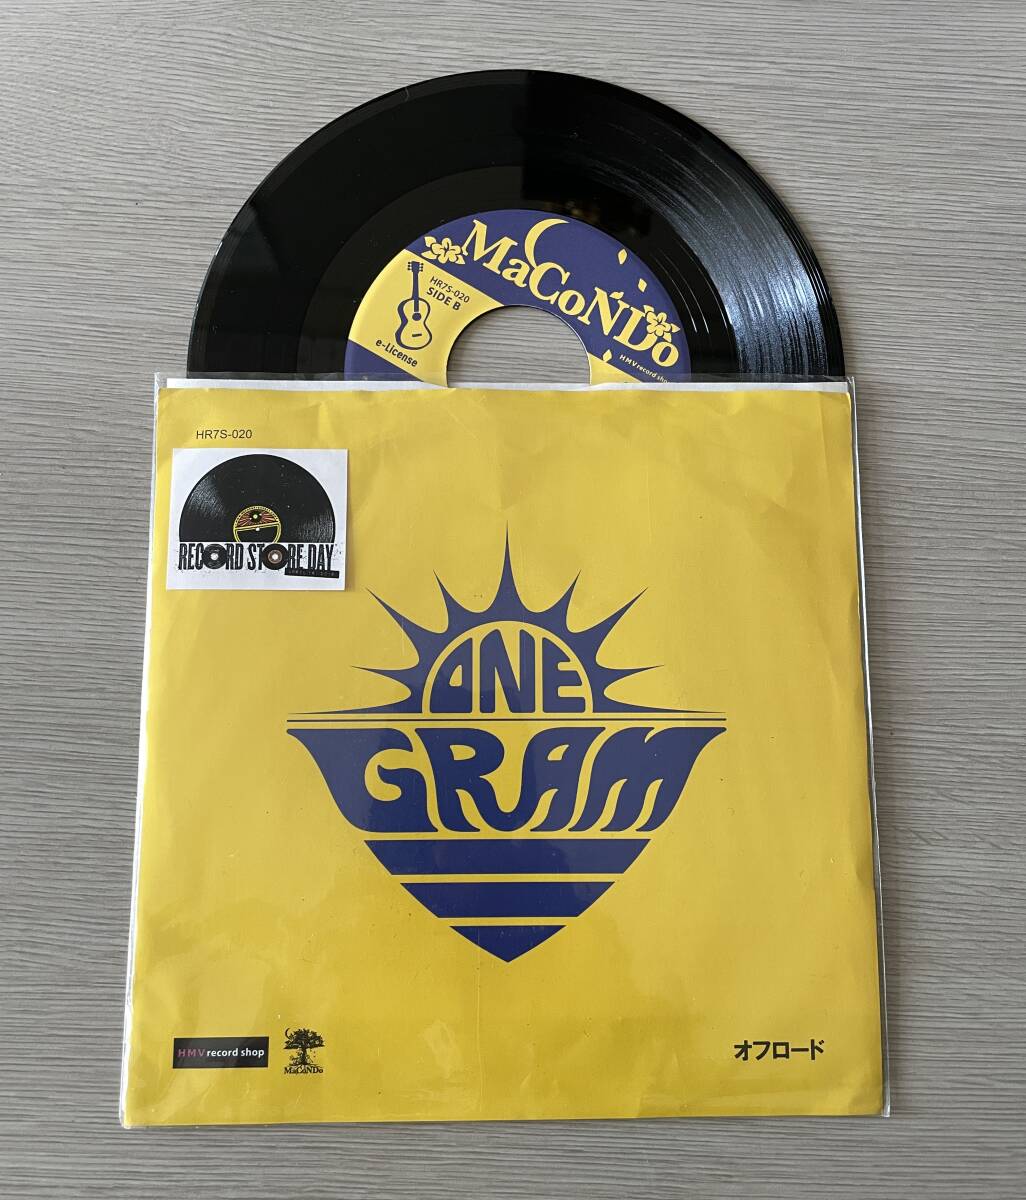 MaCoNDo
HR7S-020
SIDE B
e-License
HMV record shop
HR7S-020
RECORD STORE DAY
ONE
GRAM
HMV record shop
MaCoNDo
オフロード